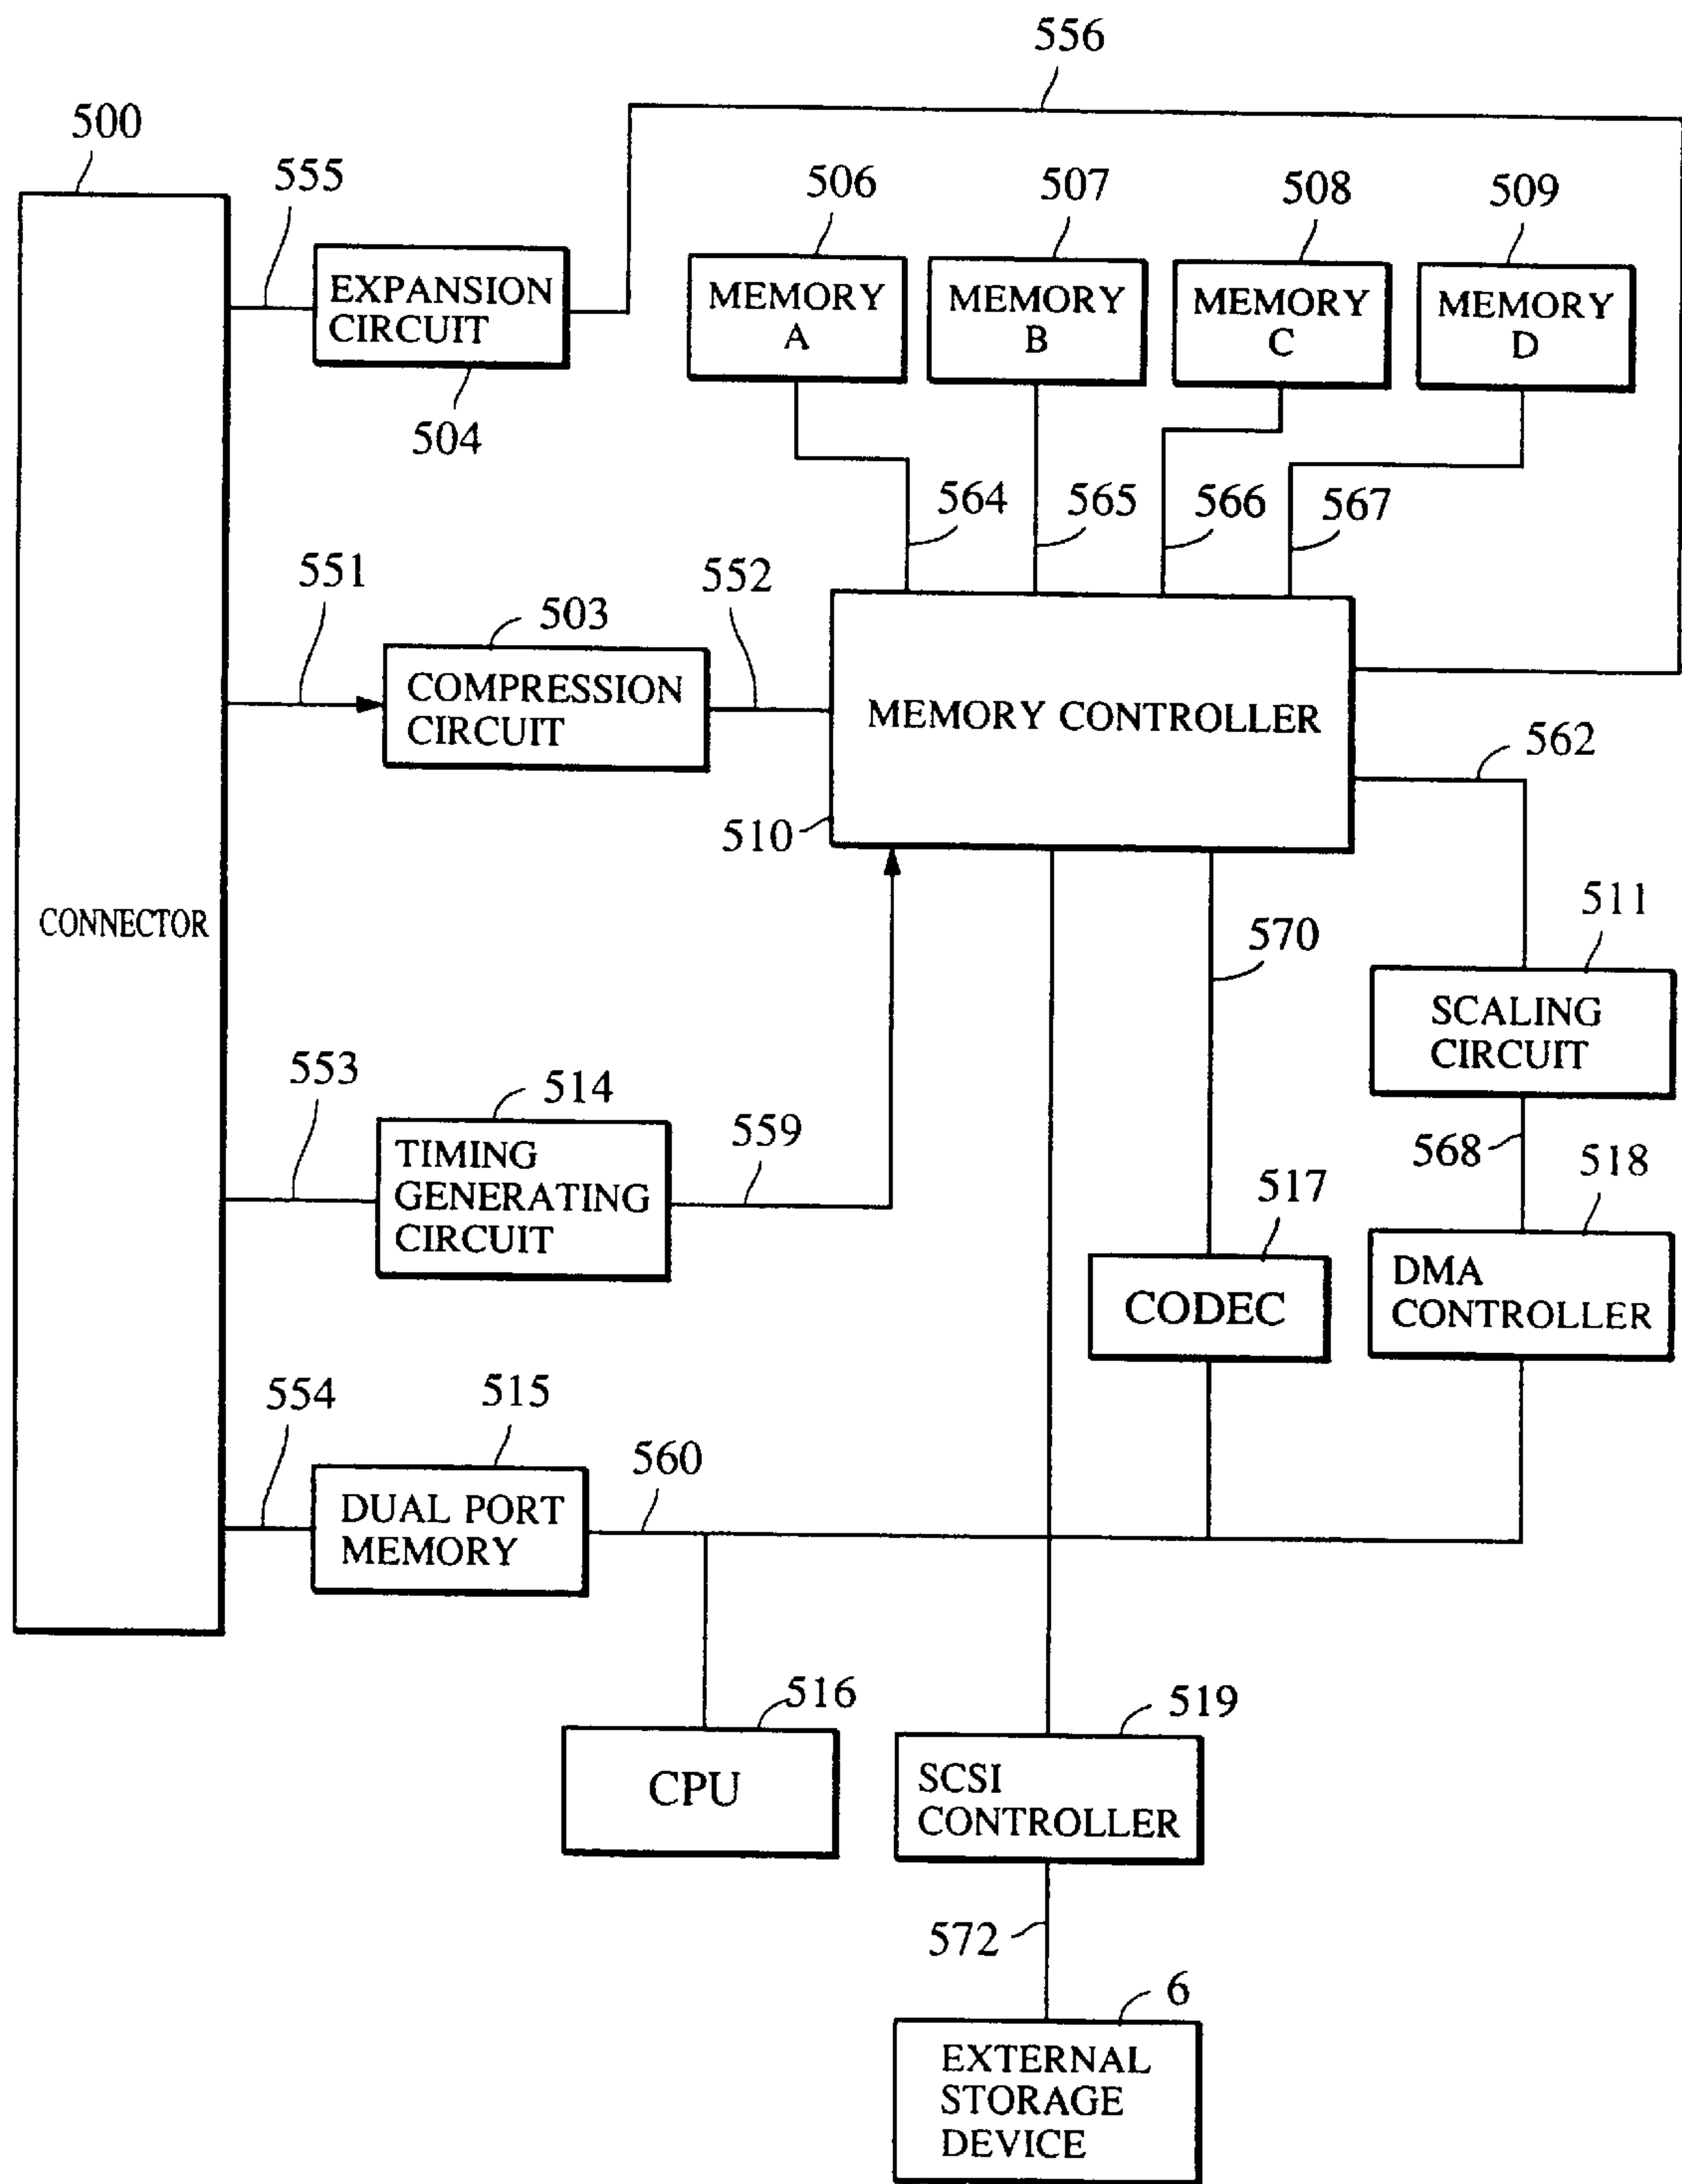 556
500
555
506
507
508
509
EXPANSION
CIRCUIT
504
MEMORY
A
MEMORY
B
MEMORY
C
MEMORY
D
564
565
566
567
551
503
552
COMPRESSION
CIRCUIT
MEMORY CONTROLLER
510
562
CONNECTOR
570
511
SCALING
CIRCUIT
553
514
559
TIMING
GENERATING
CIRCUIT
568
518
517
CODEC
DMA
CONTROLLER
554
515
560
DUAL PORT
MEMORY
516
CPU
519
SCSI
CONTROLLER
572
6
EXTERNAL
STORAGE
DEVICE